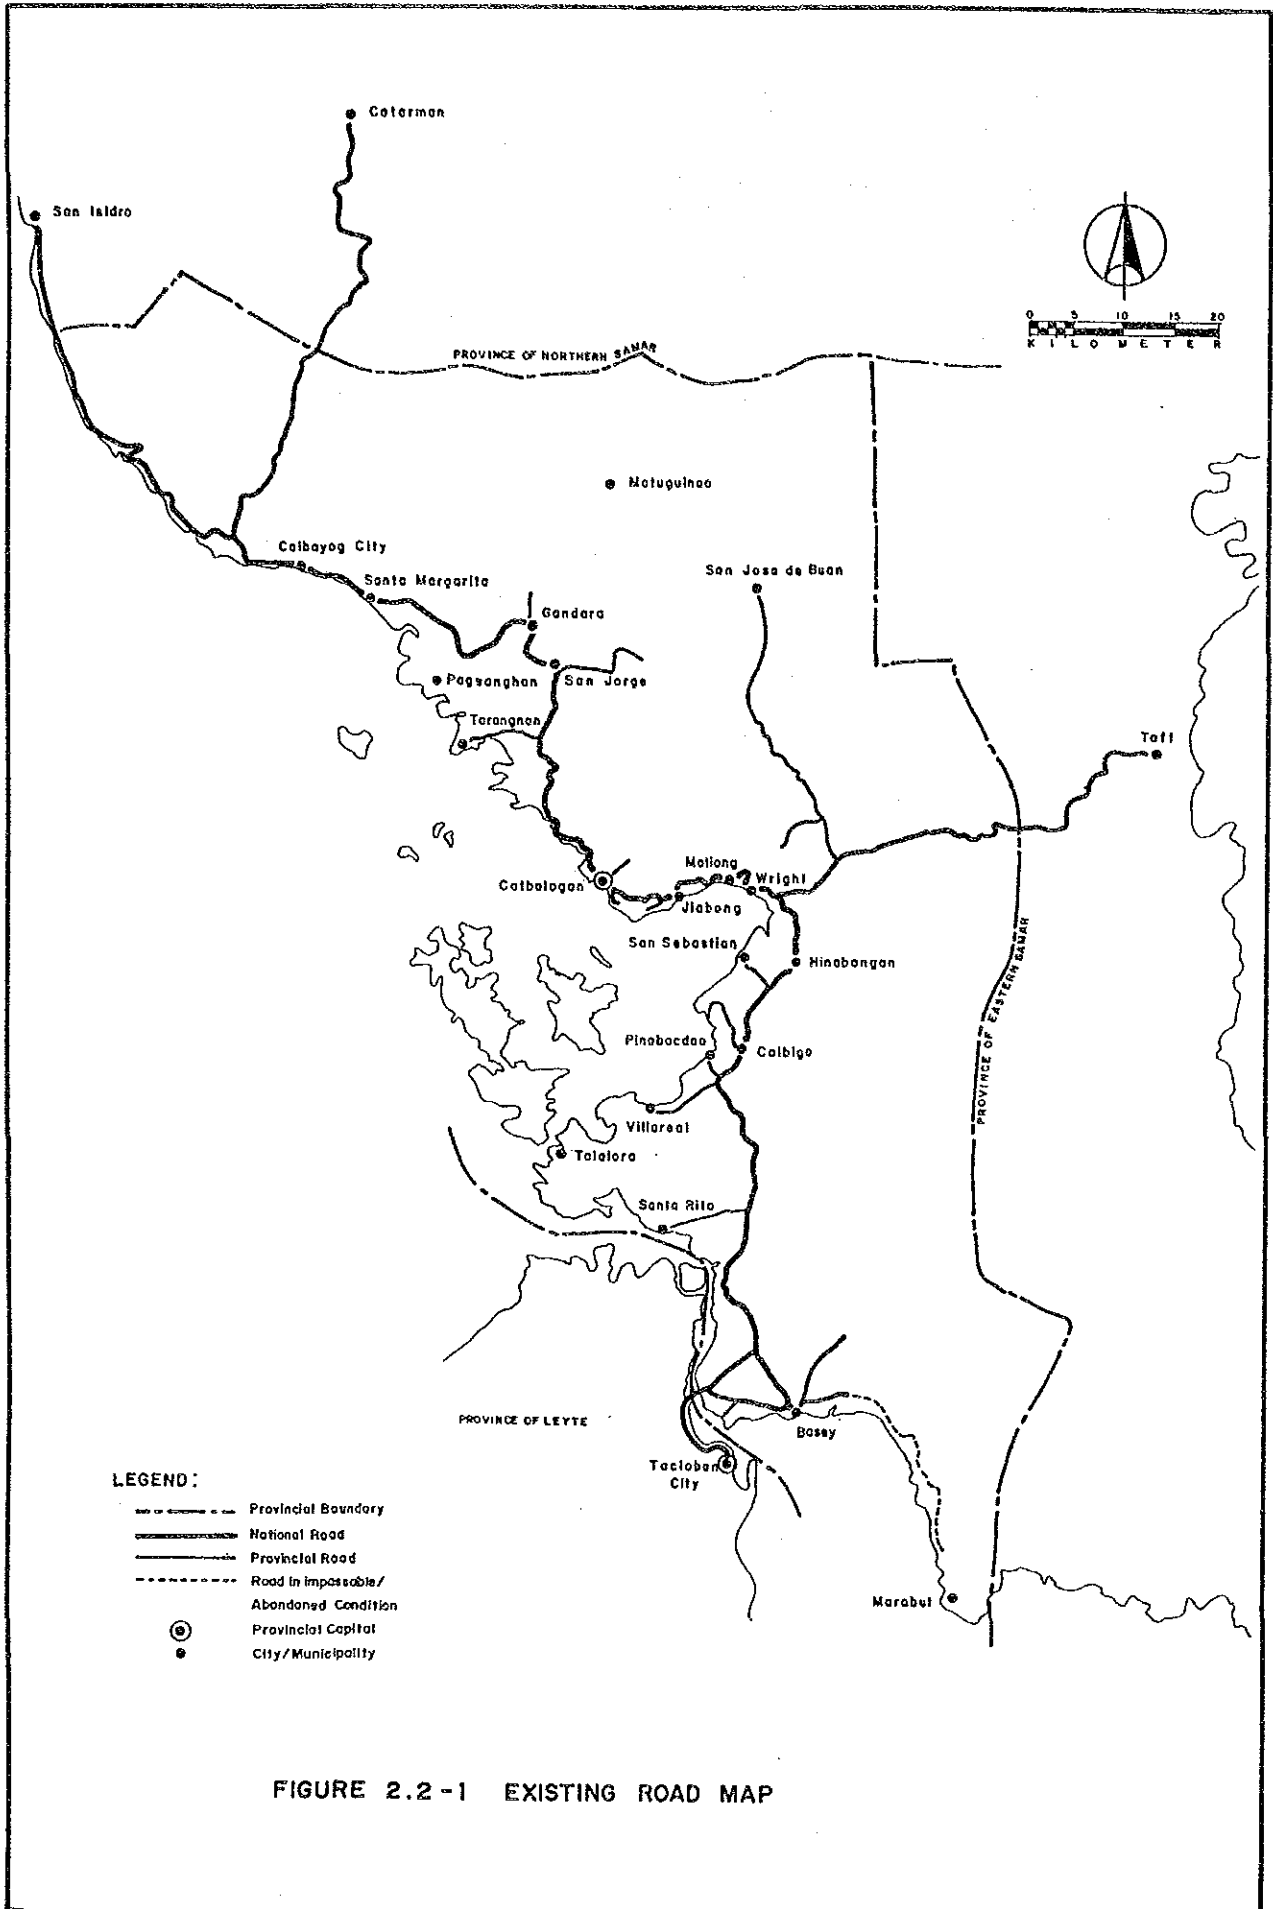 Catarman
San Isidro
0 5 10 15 20
KILOMETER
PROVINCE OF NORTHERN SAMAR
Matuguinao
Calbayog City
San Jose de Buan
Santa Margarita
Gandara
Pagsanghan
San Jorge
Tarangnan
Taft
Motiong
Wright
Catbalogan
Jiabong
San Sebastian
Hinabangan
PROVINCE OF EASTERN SAMAR
Pinabacdao
Calbiga
Villareal
Talalora
Santa Rita
PROVINCE OF LEYTE
Basey
Tacloban
City
Marabut
LEGEND:
Provincial Boundary
National Road
Provincial Road
Road in impassable/
Abandoned Condition
Provincial Capital
City/Municipality
FIGURE 2.2-1 EXISTING ROAD MAP